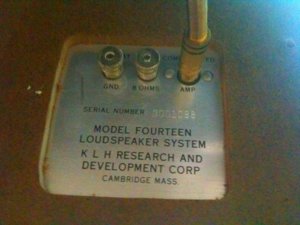 GND. 8 OHMS AMP
SERIAL NUMBER
MODEL FOURTEEN
LOUDSPEAKER SYSTEM
K L H RESEARCH AND
DEVELOPMENT CORP
CAMBRIDGE MASS.